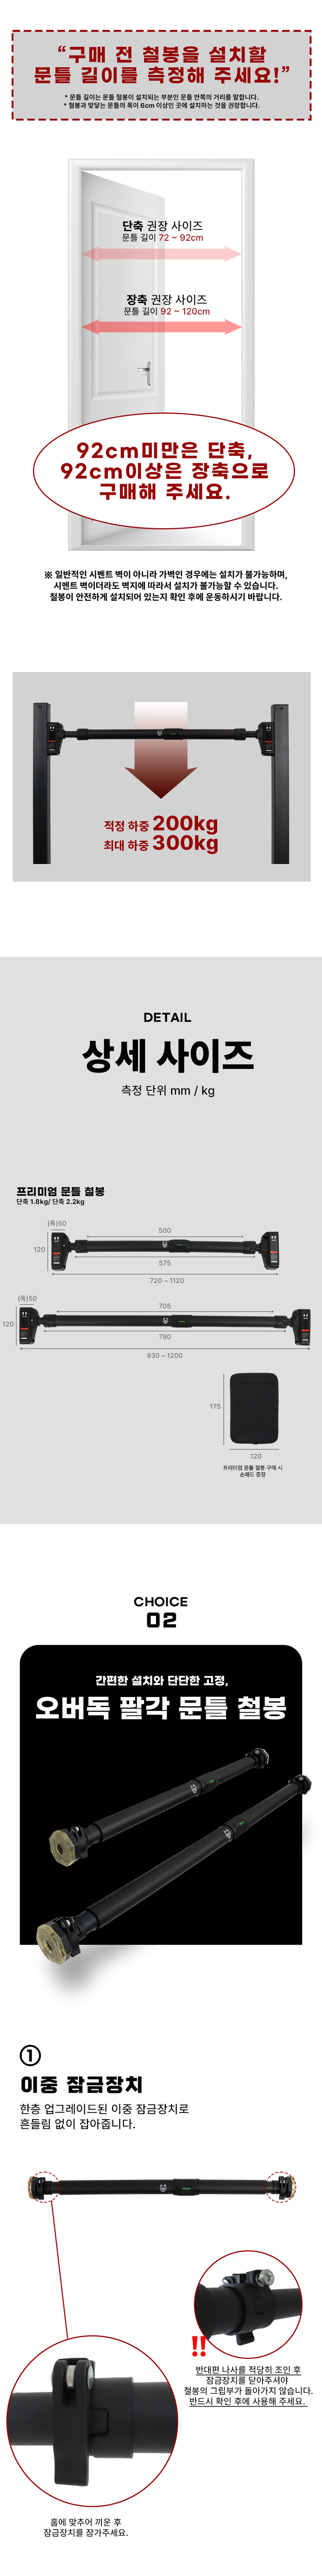 “구매 전 철봉을 설치할
문틀 길이를 측정해 주세요!”
* 문틀 길이는 문틀 철봉이 설치되는 부분인 문틀 안쪽의 거리를 말합니다.
* 철봉과 맞닿는 문틀의 폭이 6cm 이상인 곳에 설치하는 것을 권장합니다.
단축 권장 사이즈
문틀 길이 72 ~ 92cm
장축 권장 사이즈
문틀 길이 92 ~ 120cm
92cm미만은 단축,
92cm이상은 장축으로
구매해 주세요.
※ 일반적인 시멘트 벽이 아니라 가벽인 경우에는 설치가 불가능하며,
시멘트 벽이더라도 벽지에 따라서 설치가 불가능할 수 있습니다.
철봉이 안전하게 설치되어 있는지 확인 후에 운동하시기 바랍니다.
적정 하중 200kg
최대 하중 300kg
DETAIL
상세 사이즈
측정 단위 mm / kg
프리미엄 문틀 철봉
단축 1.8kg/ 단축 2.2kg
(폭)50
500
120
575
720 ~ 1120
(폭)50
705
120
780
930 ~ 1200
175
120
프리미엄 문틀 철봉 구매 시
손패드 증정
CHOICE
02
간편한 설치와 단단한 고정,
오버독 팔각 문틀 철봉
1
이중 잠금장치
한층 업그레이드된 이중 잠금장치로
흔들림 없이 잡아줍니다.
!!
반대편 나사를 적당히 조인 후
잠금장치를 닫아주셔야
철봉의 그립부가 돌아가지 않습니다.
반드시 확인 후에 사용해 주세요.
홈에 맞추어 끼운 후
잠금장치를 잠가주세요.